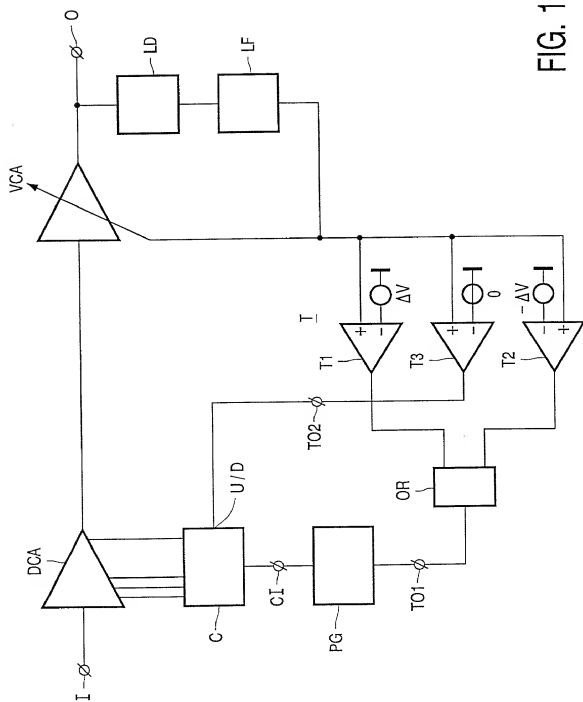 I
DCA
VCA
O
LD
LF
U/D
C
CI
PG
TO1
TO2
OR
T
T1
+
−
ΔV
T3
+
−
0
T2
−
+
−ΔV
FIG. 1